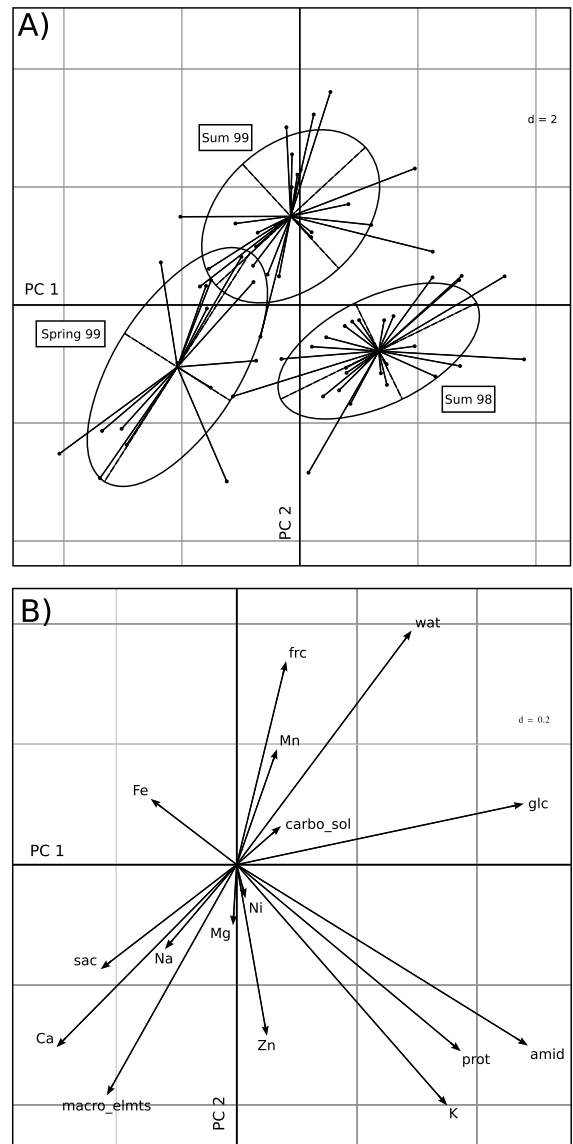 A)
Sum 99
d = 2
PC 1
Spring 99
Sum 98
PC 2
B)
wat
frc
d = 0.2
Mn
Fe
glc
carbo_sol
PC 1
Ni
Mg
Na
sac
Ca
Zn
prot
amid
macro_elmts
K
PC 2